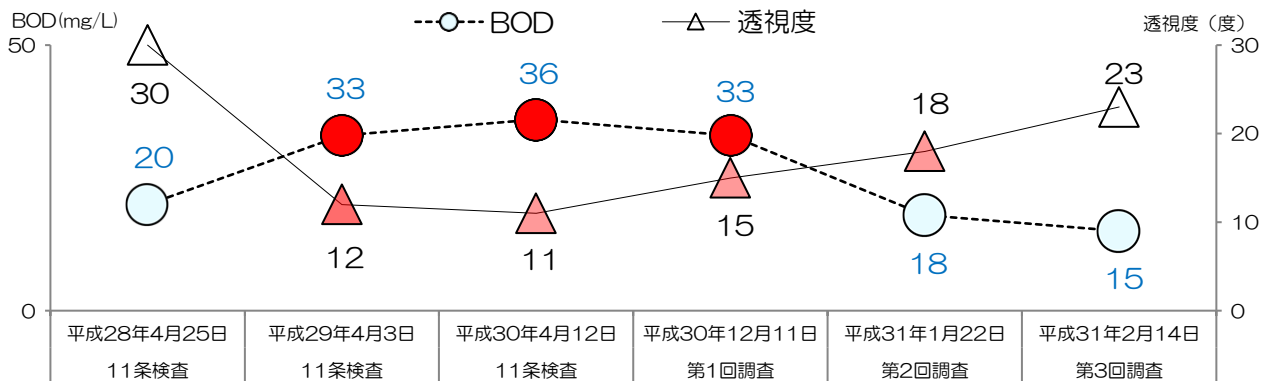 BOD(mg/L)
BOD
透視度
透視度(度)
50
30
30
33
36
33
18
23
20
20
12
11
15
18
15
10
0
0
平成28年4月25日
平成29年4月3日
平成30年4月12日
平成30年12月11日
平成31年1月22日
平成31年2月14日
11条検査
11条検査
11条検査
第1回調査
第2回調査
第3回調査